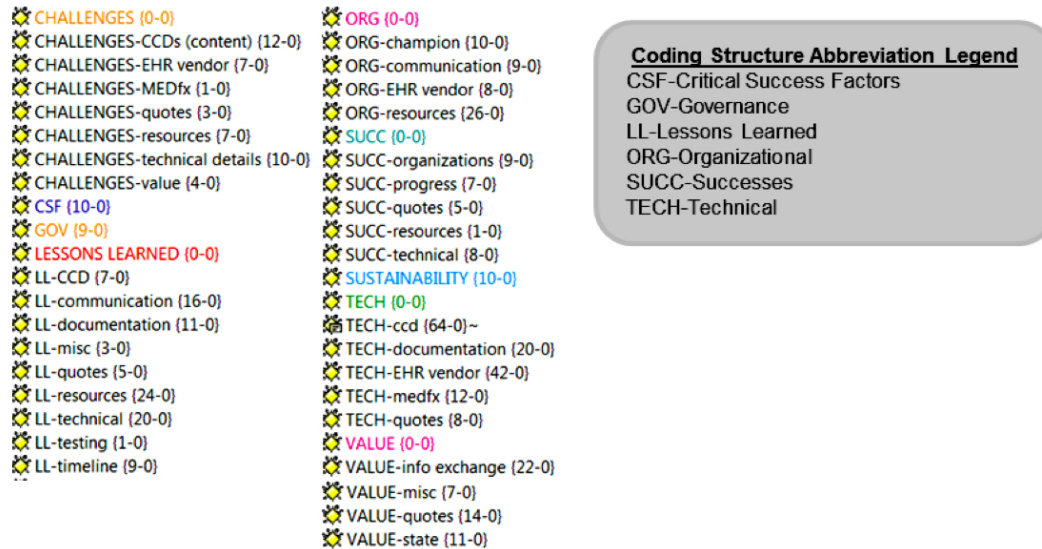 CHALLENGES {0-0}
CHALLENGES-CCDs (content) {12-0}
CHALLENGES-EHR vendor {7-0}
CHALLENGES-MEDfx {1-0}
CHALLENGES-quotes {3-0}
CHALLENGES-resources {7-0}
CHALLENGES-technical details {10-0}
CHALLENGES-value {4-0}
CSF {10-0}
GOV {9-0}
LESSONS LEARNED {0-0}
LL-CCD {7-0}
LL-communication {16-0}
LL-documentation {11-0}
LL-misc {3-0}
LL-quotes {5-0}
LL-resources {24-0}
LL-technical {20-0}
LL-testing {1-0}
LL-timeline {9-0}
ORG {0-0}
ORG-champion {10-0}
ORG-communication {9-0}
ORG-EHR vendor {8-0}
ORG-resources {26-0}
SUCC {0-0}
SUCC-organizations {9-0}
SUCC-progress {7-0}
SUCC-quotes {5-0}
SUCC-resources {1-0}
SUCC-technical {8-0}
SUSTAINABILITY {10-0}
TECH {0-0}
TECH-ccd {64-0}~
TECH-documentation {20-0}
TECH-EHR vendor {42-0}
TECH-medfx {12-0}
TECH-quotes {8-0}
VALUE {0-0}
VALUE-info exchange {22-0}
VALUE-misc {7-0}
VALUE-quotes {14-0}
VALUE-state {11-0}
Coding Structure Abbreviation Legend
CSF-Critical Success Factors
GOV-Governance
LL-Lessons Learned
ORG-Organizational
SUCC-Successes
TECH-Technical